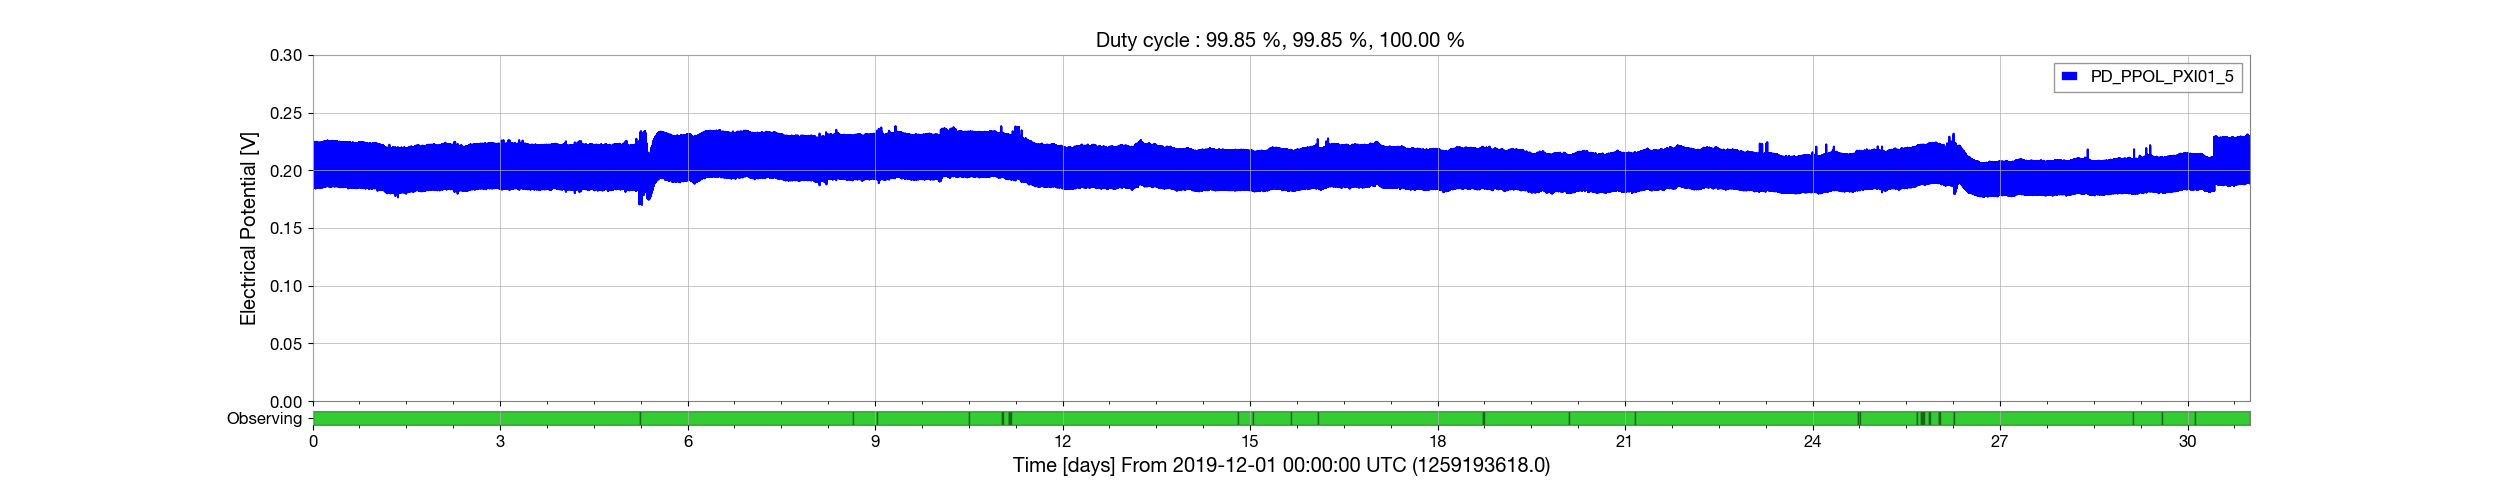 Duty cycle : 99.85 %, 99.85 %, 100.00 %
0.30
0.25
0.20
0.15
0.10
0.05
0.00
Electrical Potential [V]
PD_PPOL_PXI01_5
Observing
0 3 6 9 12 15 18 21 24 27 30
Time [days] From 2019-12-01 00:00:00 UTC (1259193618.0)